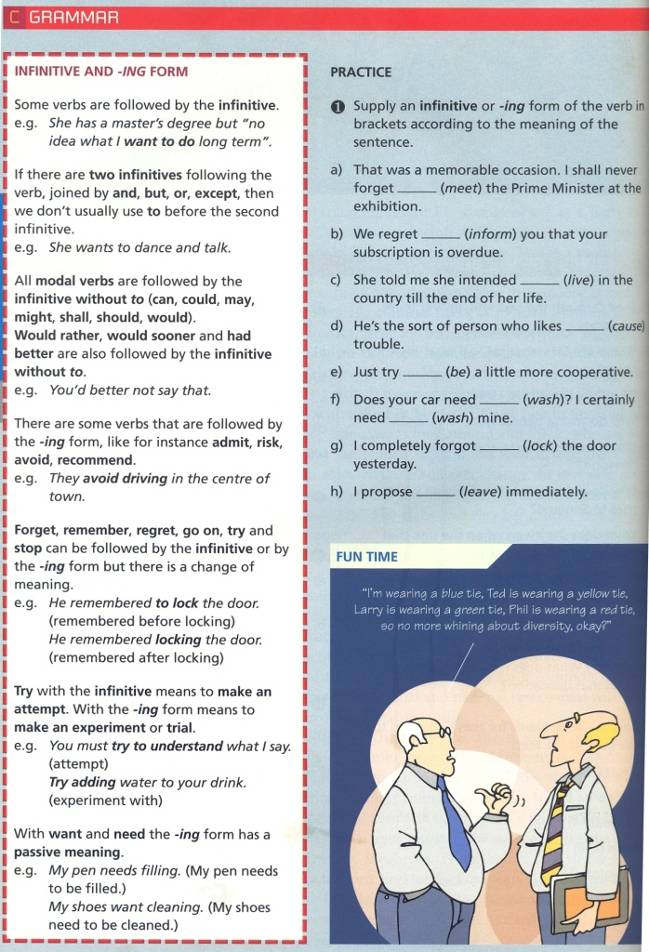 C GRAMMAR
INFINITIVE AND -ING FORM
Some verbs are followed by the infinitive.
e.g. She has a master's degree but "no
idea what I want to do long term".
If there are two infinitives following the
verb, joined by and, but, or, except, then
we don't usually use to before the second
infinitive.
e.g. She wants to dance and talk.
All modal verbs are followed by the
infinitive without to (can, could, may,
might, shall, should, would).
Would rather, would sooner and had
better are also followed by the infinitive
without to.
e.g. You'd better not say that.
There are some verbs that are followed by
the -ing form, like for instance admit, risk,
avoid, recommend.
e.g. They avoid driving in the centre of
town.
Forget, remember, regret, go on, try and
stop can be followed by the infinitive or by
the -ing form but there is a change of
meaning.
e.g. He remembered to lock the door.
(remembered before locking)
He remembered locking the door.
(remembered after locking)
Try with the infinitive means to make an
attempt. With the -ing form means to
make an experiment or trial.
e.g. You must try to understand what I say.
(attempt)
Try adding water to your drink.
(experiment with)
With want and need the -ing form has a
passive meaning.
e.g. My pen needs filling. (My pen needs
to be filled.)
My shoes want cleaning. (My shoes
need to be cleaned.)
PRACTICE
1 Supply an infinitive or -ing form of the verb in
brackets according to the meaning of the
sentence.
a) That was a memorable occasion. I shall never
forget ______ (meet) the Prime Minister at the
exhibition.
b) We regret ______ (inform) you that your
subscription is overdue.
c) She told me she intended ______ (live) in the
country till the end of her life.
d) He's the sort of person who likes ______ (cause)
trouble.
e) Just try ______ (be) a little more cooperative.
f) Does your car need ______ (wash)? I certainly
need ______ (wash) mine.
g) I completely forgot ______ (lock) the door
yesterday.
h) I propose ______ (leave) immediately.
FUN TIME
"I'm wearing a blue tie, Ted is wearing a yellow tie,
Larry is wearing a green tie, Phil is wearing a red tie,
so no more whining about diversity, okay?"